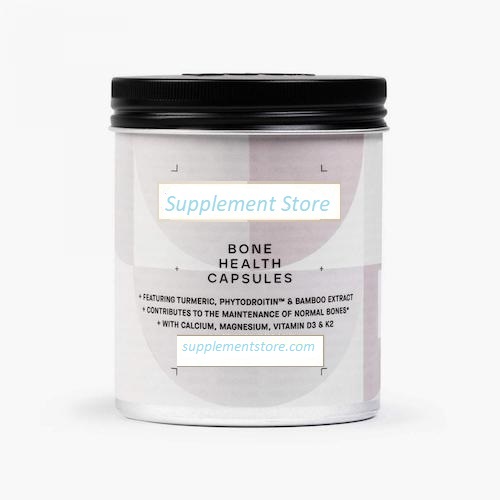 Supplement Store
BONE
HEALTH
CAPSULES
+ FEATURING TURMERIC, PHYTODROITIN™ & BAMBOO EXTRACT
+ CONTRIBUTES TO THE MAINTENANCE OF NORMAL BONES*
+ WITH CALCIUM, MAGNESIUM, VITAMIN D3 & K2
supplementstore.com